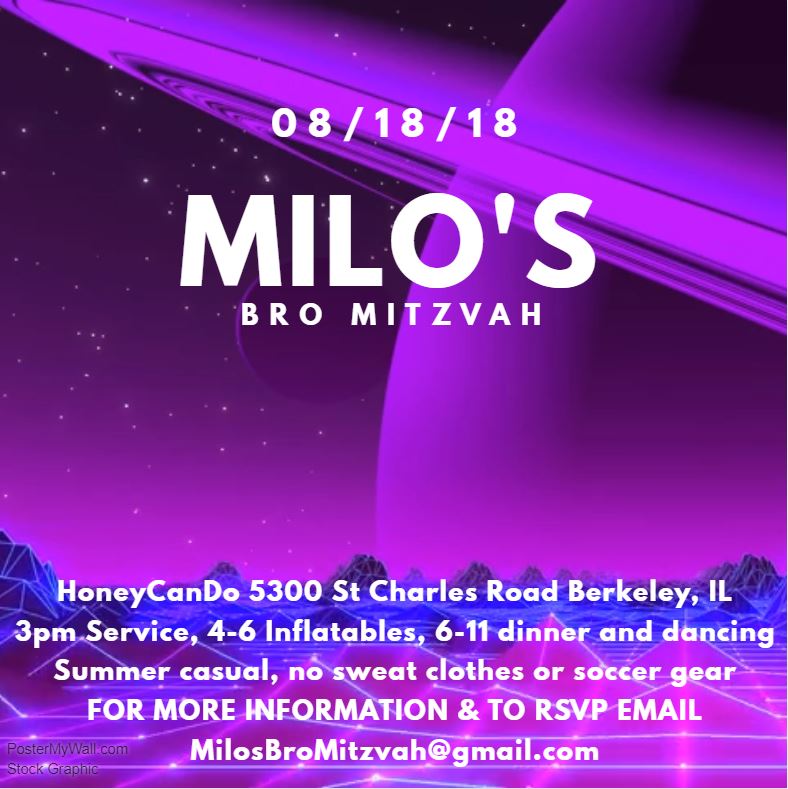 08/18/18
MILO'S
BRO MITZVAH
HoneyCanDo 5300 St Charles Road Berkeley, IL
3pm Service, 4-6 Inflatables, 6-11 dinner and dancing
Summer casual, no sweat clothes or soccer gear
FOR MORE INFORMATION & TO RSVP EMAIL
MilosBroMitzvah@gmail.com
PosterMyWall.com
Stock Graphic